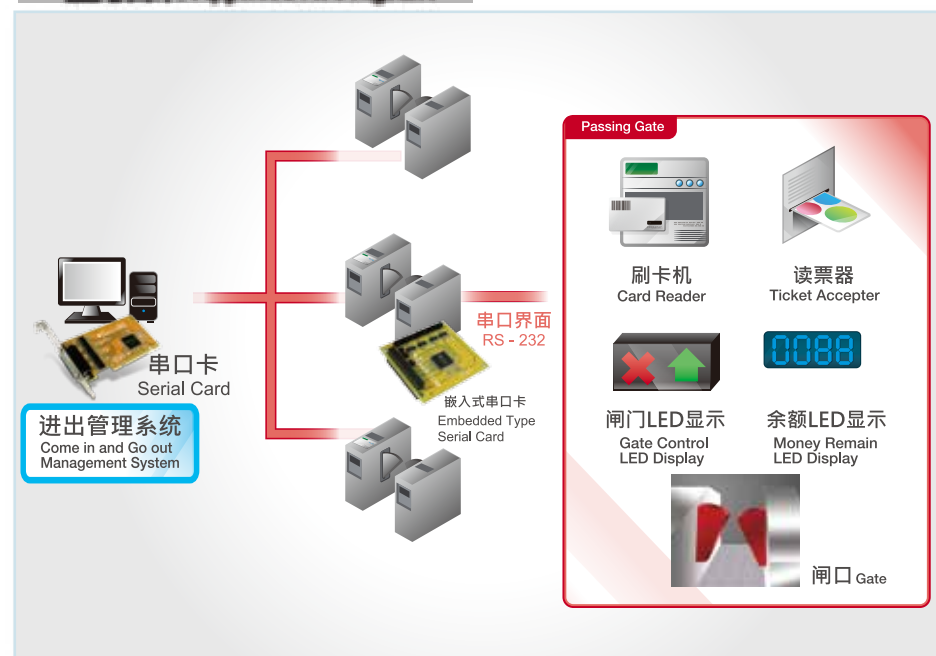 Passing Gate
刷卡机
Card Reader
读票器
Ticket Accepter
串口界面
RS - 232
串口卡
Serial Card
进出管理系统
Come in and Go out
Management System
嵌入式串口卡
Embedded Type
Serial Card
0088
闸门LED显示
Gate Control
LED Display
余额LED显示
Money Remain
LED Display
闸口 Gate